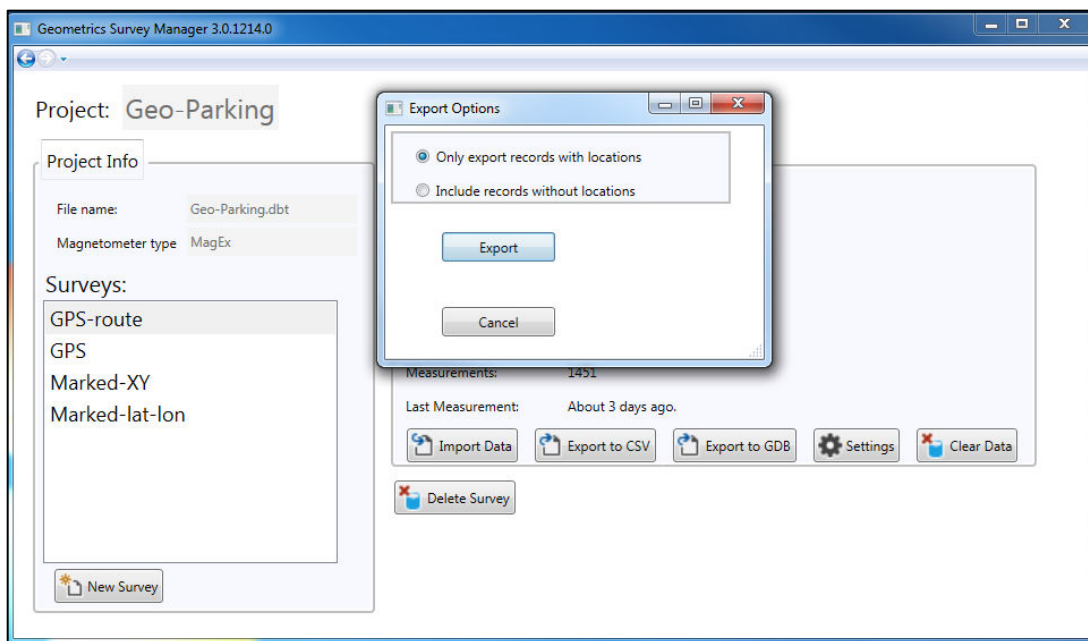 Geometrics Survey Manager 3.0.1214.0
Project: Geo-Parking
Project Info
File name: Geo-Parking.dbt
Magnetometer type MagEx
Surveys:
GPS-route
GPS
Marked-XY
Marked-lat-lon
New Survey
Export Options
Only export records with locations
Include records without locations
Export
Cancel
Measurements: 1451
Last Measurement: About 3 days ago.
Import Data Export to CSV Export to GDB Settings Clear Data
Delete Survey